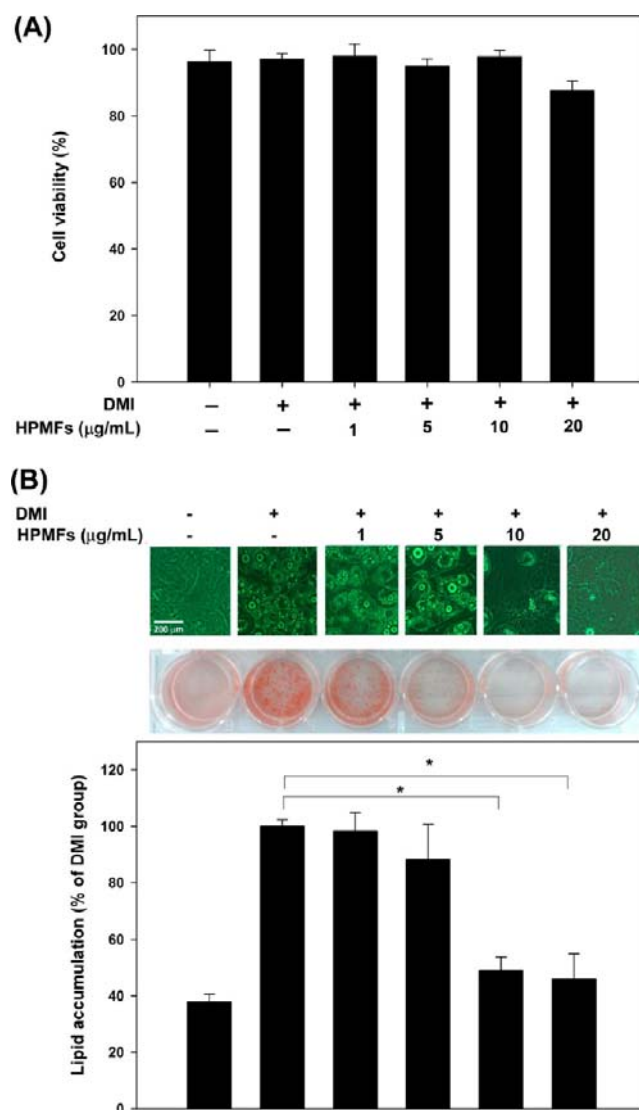 (A)
100
80
60
40
20
0
Cell viability (%)
DMI – + + + + +
HPMFs (μg/mL) – – 1 5 10 20
(B)
DMI - + + + + +
HPMFs (μg/mL) - - 1 5 10 20
200 μm
120
100
80
60
40
20
0
Lipid accumulation (% of DMI group)
*
*